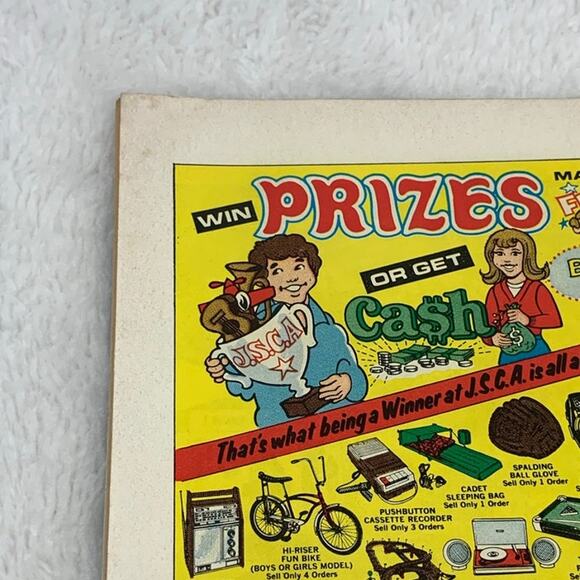 WIN PRIZES
OR GET
Ca$h
J.S.C.A.
$
That's what being a Winner at J.S.C.A. is all a
SPALDING
BALL GLOVE
Sell Only 1 Order
CADET
SLEEPING BAG
Sell Only 1 Order
PUSHBUTTON
CASSETTE RECORDER
Sell Only 3 Orders
HI-RISER
FUN BIKE
(BOYS OR GIRLS MODEL)
Sell Only 4 Orders